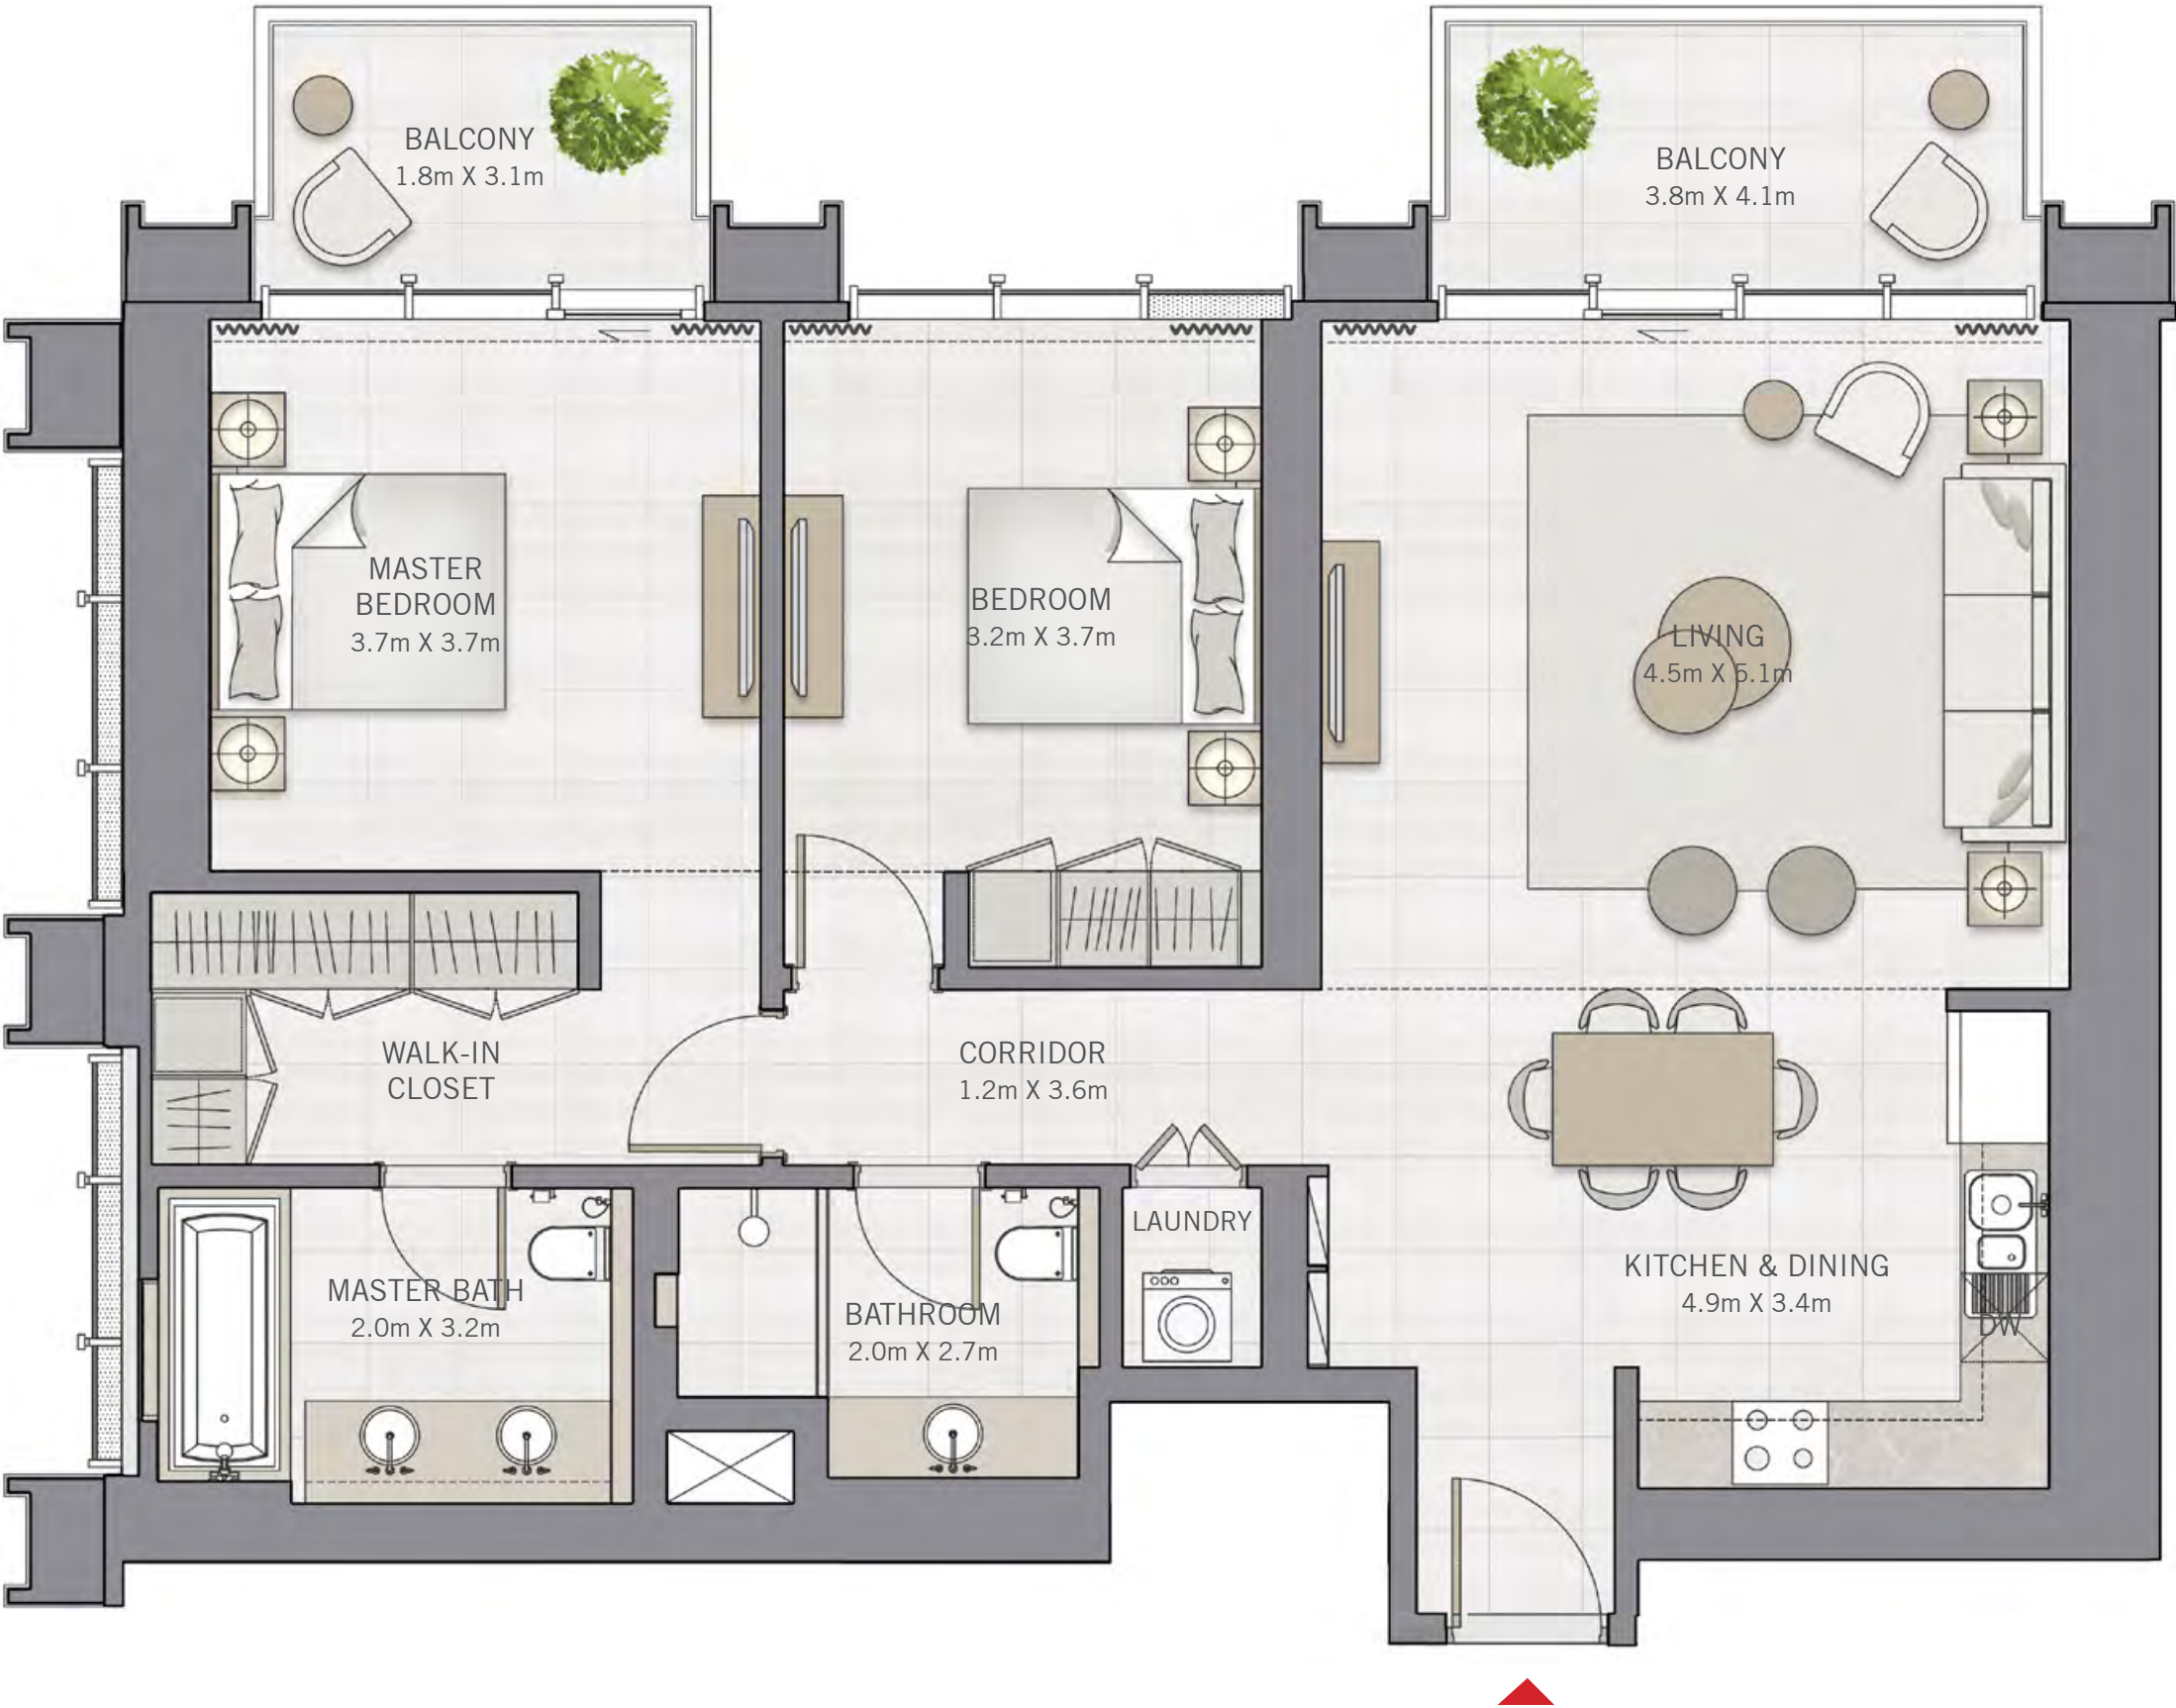 BALCONY
1.8m X 3.1m
BALCONY
3.8m X 4.1m
MASTER
BEDROOM
3.7m X 3.7m
BEDROOM
3.2m X 3.7m
LIVING
4.5m X 5.1m
WALK-IN
CLOSET
CORRIDOR
1.2m X 3.6m
LAUNDRY
KITCHEN & DINING
4.9m X 3.4m
MASTER BATH
2.0m X 3.2m
BATHROOM
2.0m X 2.7m
DW